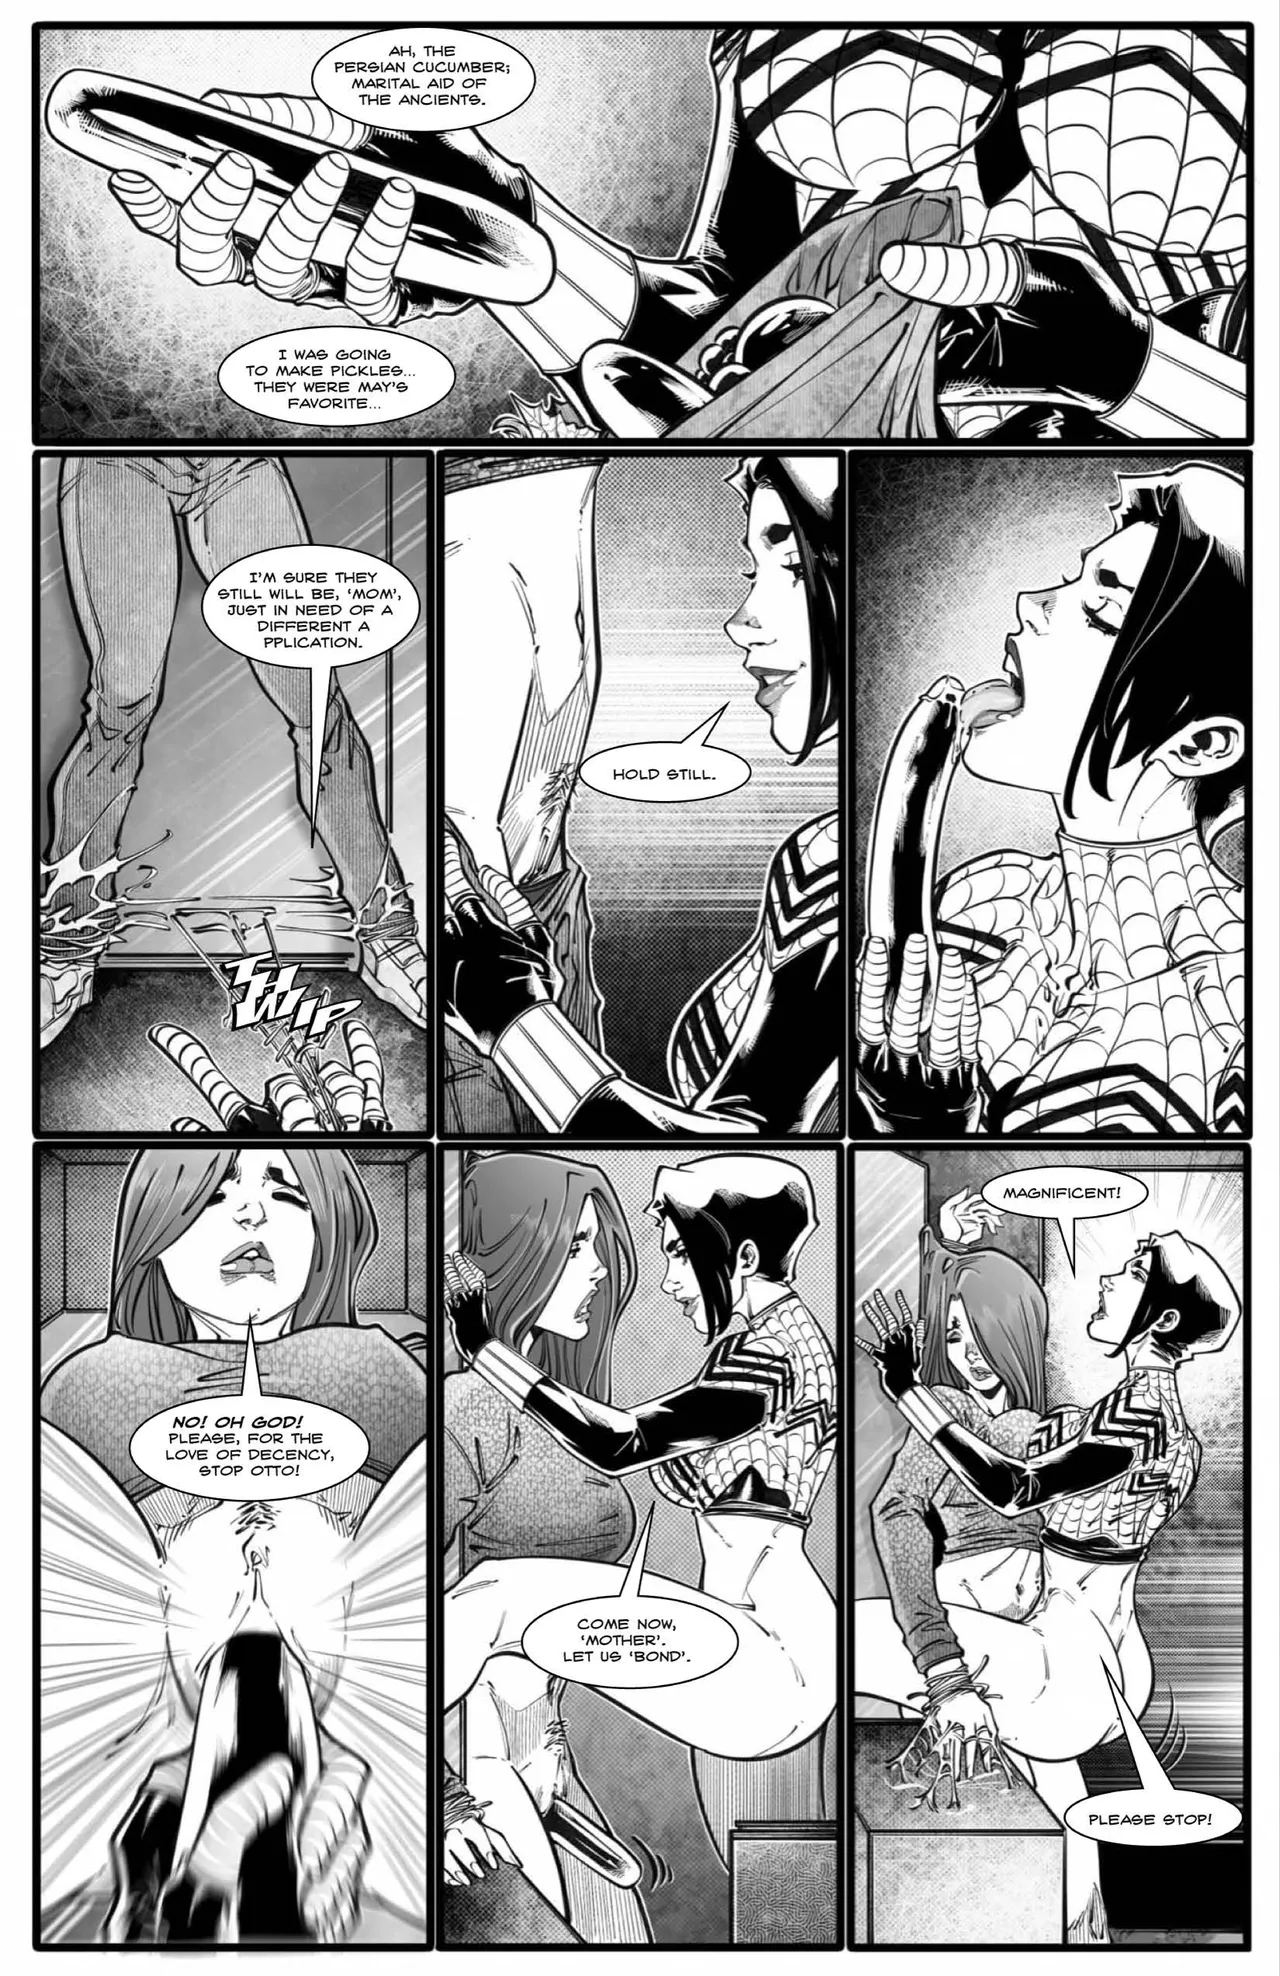 AH, THE
PERSIAN CUCUMBER;
MARITAL AID OF
THE ANCIENTS.
I WAS GOING
TO MAKE PICKLES...
THEY WERE MAY'S
FAVORITE...
I'M SURE THEY
STILL WILL BE, 'MOM',
JUST IN NEED OF A
DIFFERENT A
PPLICATION.
THWIP
HOLD STILL.
NO! OH GOD!
PLEASE, FOR THE
LOVE OF DECENCY,
STOP OTTO!
COME NOW,
'MOTHER'.
LET US 'BOND'.
MAGNIFICENT!
PLEASE STOP!